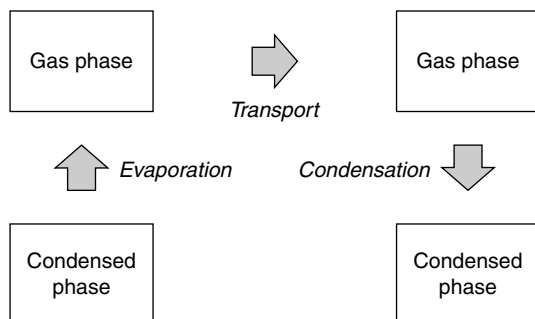 Gas phase
Gas phase
Transport
Evaporation
Condensation
Condensed
phase
Condensed
phase